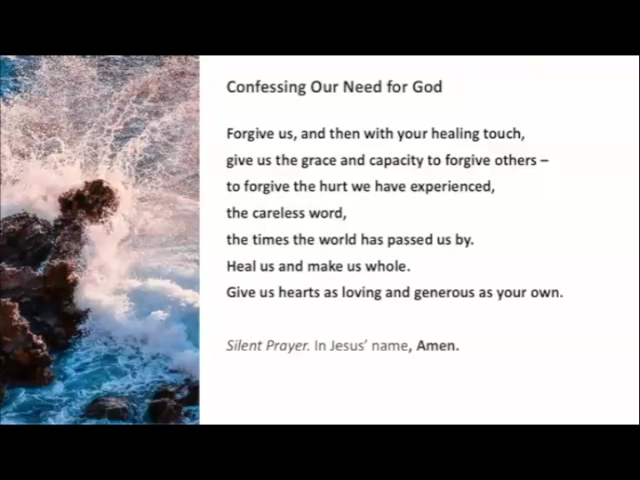 Confessing Our Need for God
Forgive us, and then with your healing touch,
give us the grace and capacity to forgive others –
to forgive the hurt we have experienced,
the careless word,
the times the world has passed us by.
Heal us and make us whole.
Give us hearts as loving and generous as your own.
Silent Prayer. In Jesus’ name, Amen.